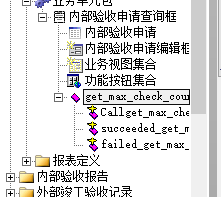 业务单元包
内部验收申请查询框
内部验收申请
内部验收申请编辑框
业务视图集合
功能按钮集合
get_max_check_cou
Callget_max_che
succeeded_get_m
failed_get_max_
报表定义
内部验收报告
外部竣工验收记录